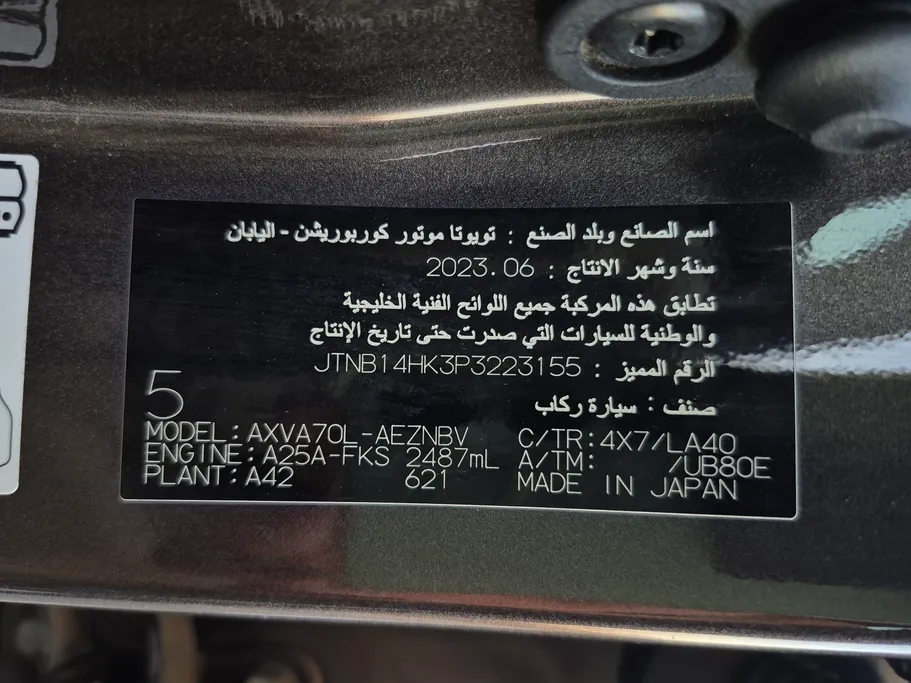 اسم الصانع وبلد الصنع : تويوتا موتور كوربوريشن - اليابان
سنة وشهر الانتاج : 2023.06
تطابق هذه المركبة جميع اللوائح الفنية الخليجية
والوطنية للسيارات التي صدرت حتى تاريخ الإنتاج
الرقم المميز : JTNB14HK3P3223155
صنف : سيارة ركاب
5
MODEL:AXVA70L-AEZNBV C/TR:4X7/LA40
ENGINE:A25A-FKS 2487mL A/TM: /UB80E
PLANT:A42 621 MADE IN JAPAN